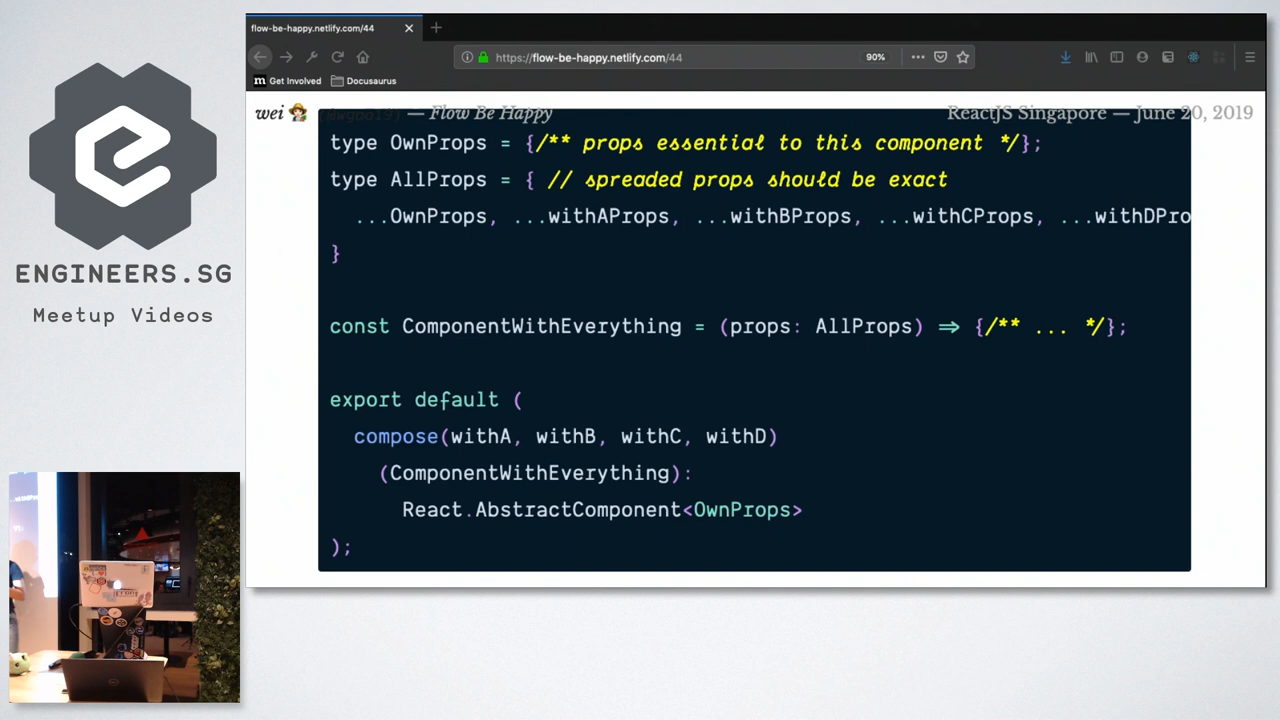 flow-be-happy.netlify.com/44
https://flow-be-happy.netlify.com/44
90%
m Get Involved Docusaurus
wei — Flow Be Happy
ReactJS Singapore — June 20, 2019
type OwnProps = {/** props essential to this component */};
type AllProps = { // spreaded props should be exact
...OwnProps, ...withAProps, ...withBProps, ...withCProps, ...withDPro
}
const ComponentWithEverything = (props: AllProps) ⇒ {/** ... */};
export default (
compose(withA, withB, withC, withD)
(ComponentWithEverything):
React.AbstractComponent<OwnProps>
);
ENGINEERS.SG
Meetup Videos